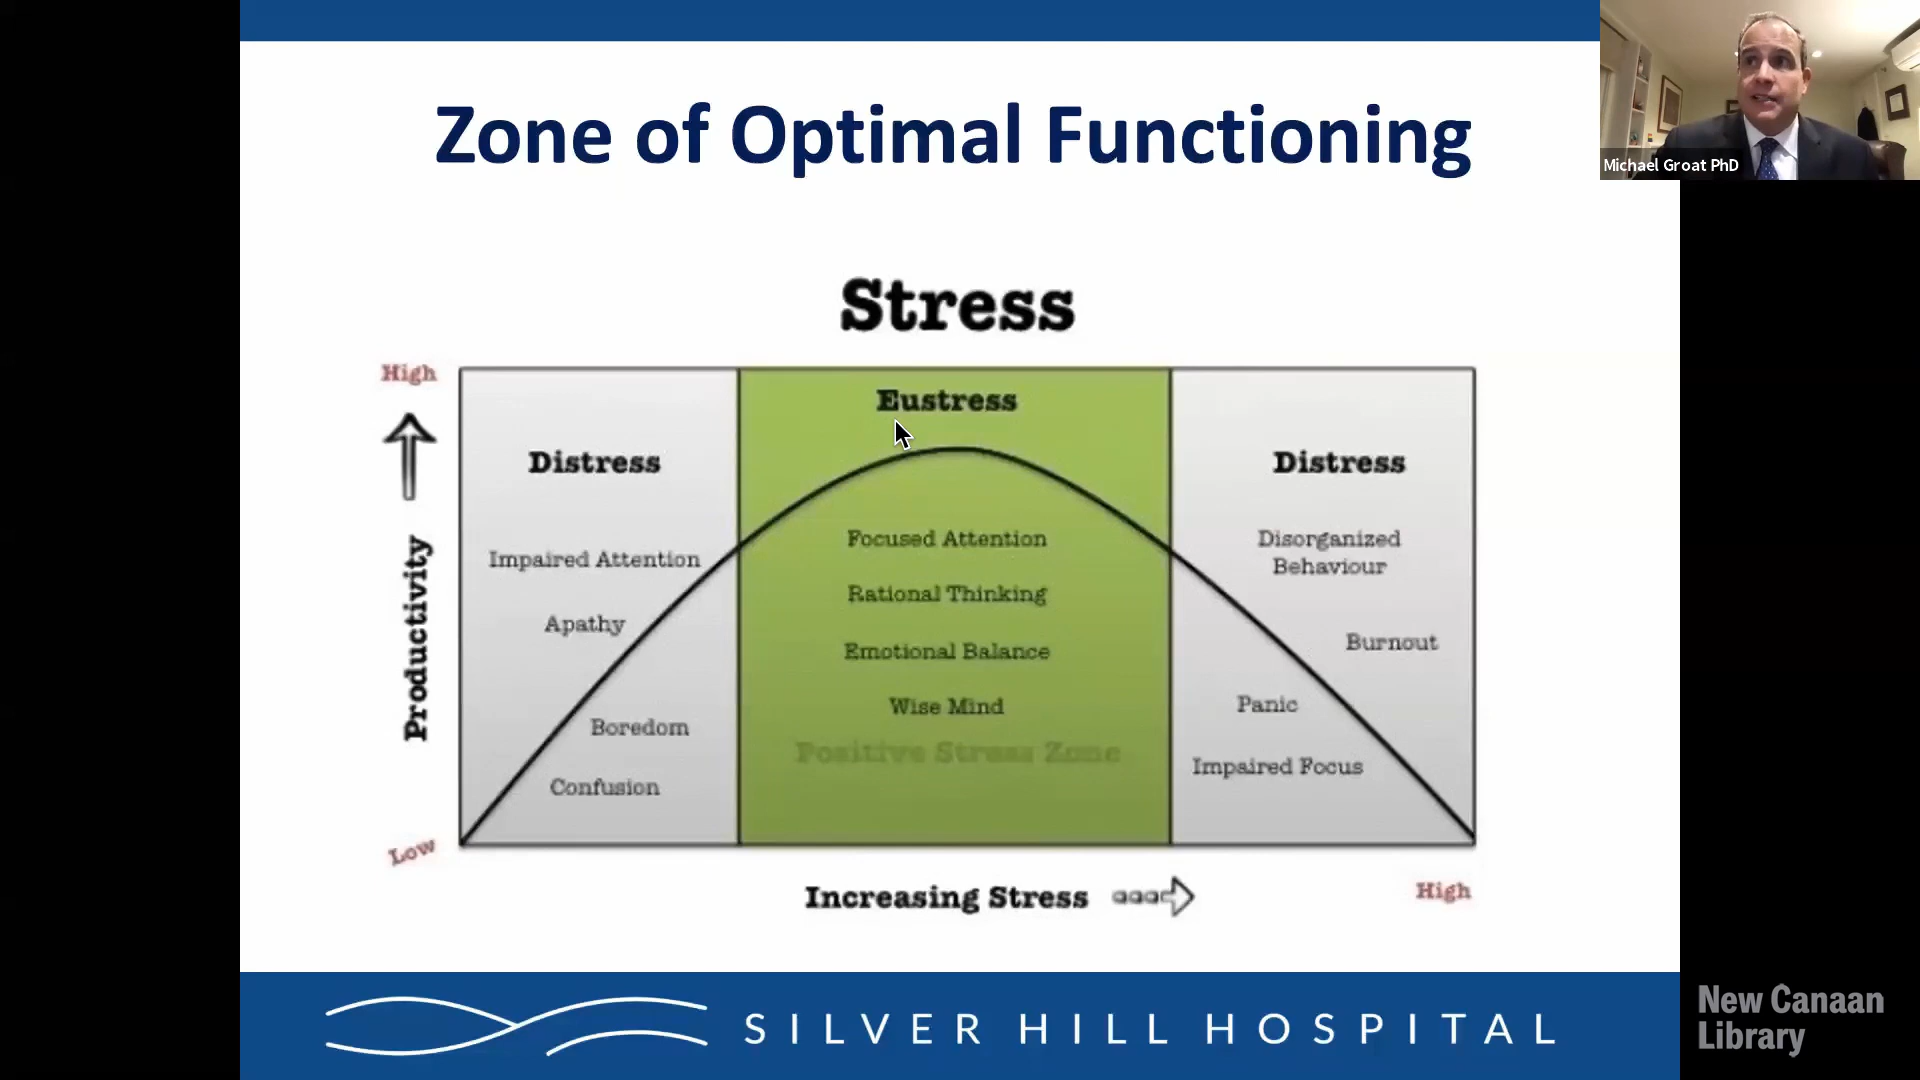 Zone of Optimal Functioning
Michael Groat PhD
Stress
High
Eustress
Distress
Distress
Impaired Attention
Apathy
Boredom
Confusion
Focused Attention
Rational Thinking
Emotional Balance
Wise Mind
Positive Stress Zone
Disorganized
Behaviour
Burnout
Panic
Impaired Focus
Productivity
Low
Increasing Stress
High
SILVER HILL HOSPITAL
New Canaan
Library